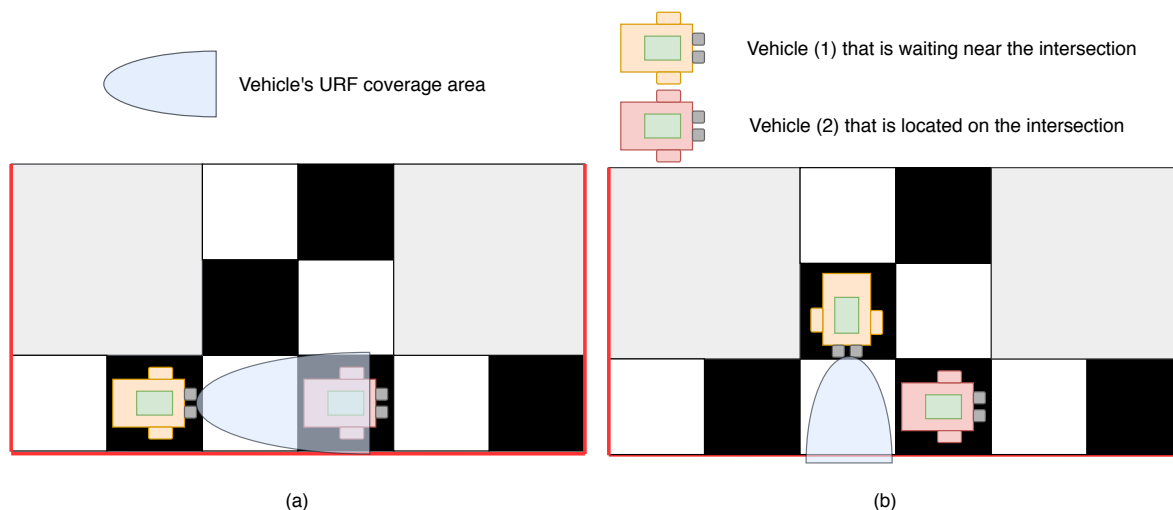 Vehicle's URF coverage area
Vehicle (1) that is waiting near the intersection
Vehicle (2) that is located on the intersection
(a)
(b)